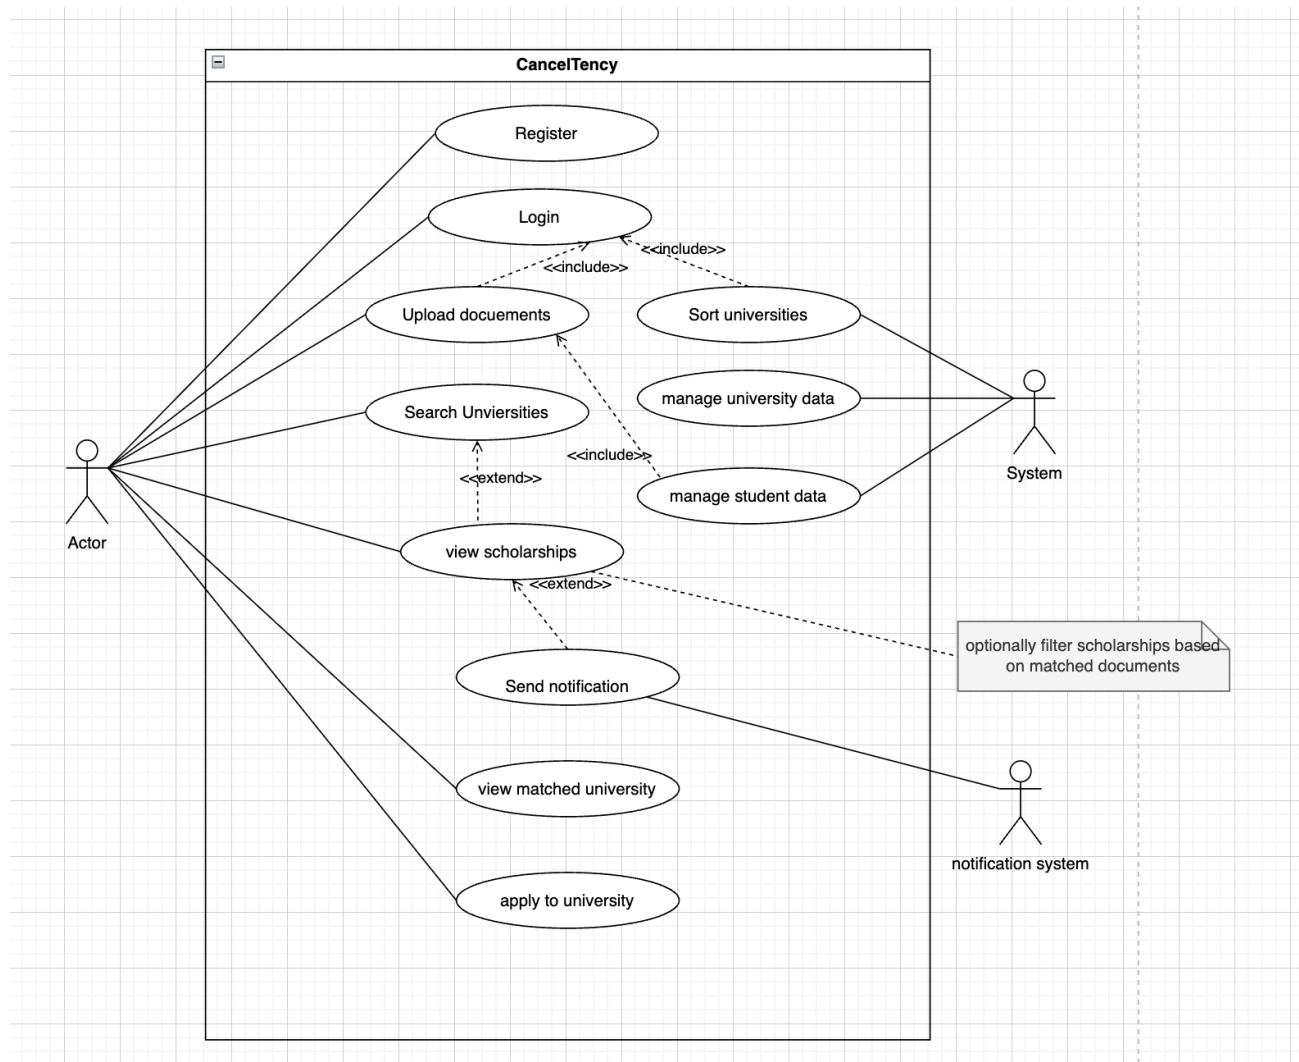 CancelTency
Register
Login
<<include>>
<<include>>
Upload docuements
Sort universities
manage university data
Search Unviersities
<<include>>
System
<<extend>>
manage student data
Actor
view scholarships
<<extend>>
optionally filter scholarships based
on matched documents
Send notification
view matched university
notification system
apply to university